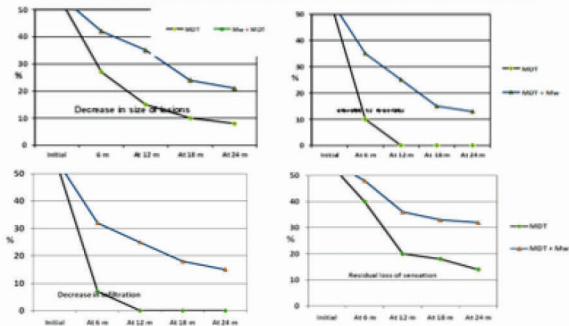 50
40
30
20
10
0
%
MDT
Mw + MDT
Decrease in size of lesions
Initial
6 m
At 12 m
At 18 m
At 24 m
50
40
30
20
10
0
MDT
MDT + Mw
Initial
At 6 m
At 12 m
At 18 m
At 24 m
50
40
30
20
10
0
%
Decrease in infiltration
Initial
At 6 m
At 12 m
At 18 m
At 24 m
50
40
30
20
10
0
%
MDT
MDT + Mw
Residual loss of sensation
Initial
At 6 m
At 12 m
At 18 m
At 24 m